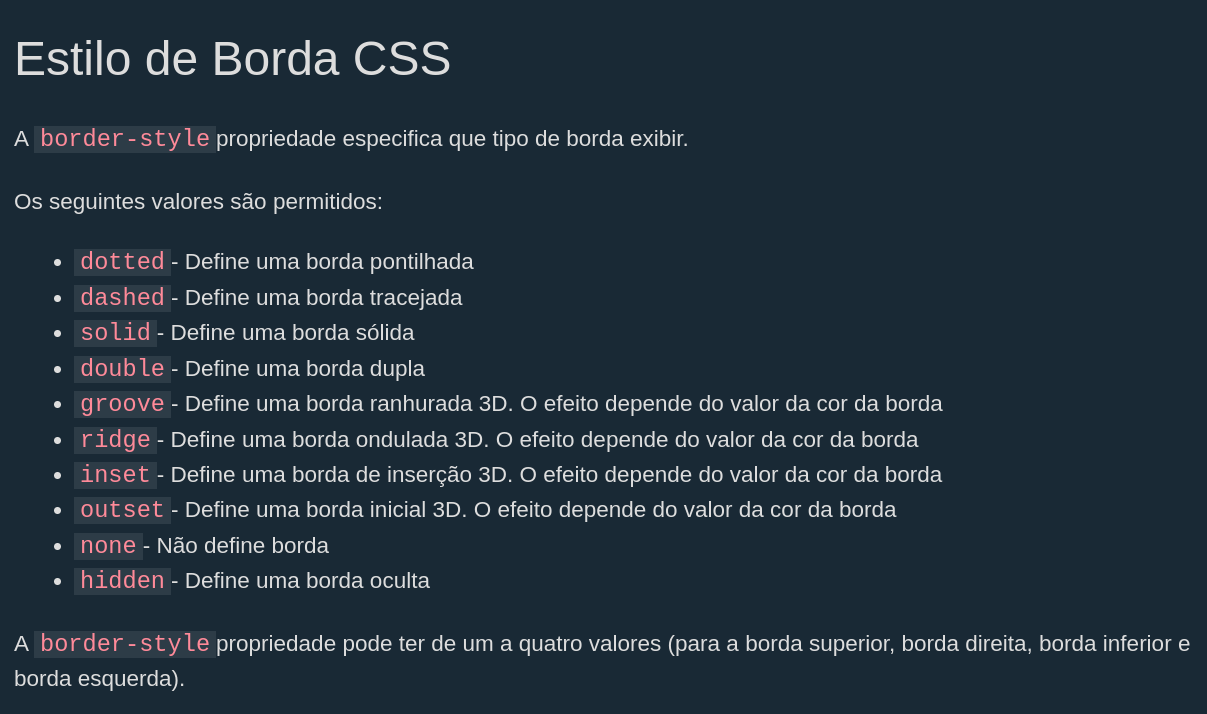 Estilo de Borda CSS
A border-style propriedade especifica que tipo de borda exibir.
Os seguintes valores são permitidos:
• dotted - Define uma borda pontilhada
• dashed - Define uma borda tracejada
• solid - Define uma borda sólida
• double - Define uma borda dupla
• groove - Define uma borda ranhurada 3D. O efeito depende do valor da cor da borda
• ridge - Define uma borda ondulada 3D. O efeito depende do valor da cor da borda
• inset - Define uma borda de inserção 3D. O efeito depende do valor da cor da borda
• outset - Define uma borda inicial 3D. O efeito depende do valor da cor da borda
• none - Não define borda
• hidden - Define uma borda oculta
A border-style propriedade pode ter de um a quatro valores (para a borda superior, borda direita, borda inferior e
borda esquerda).